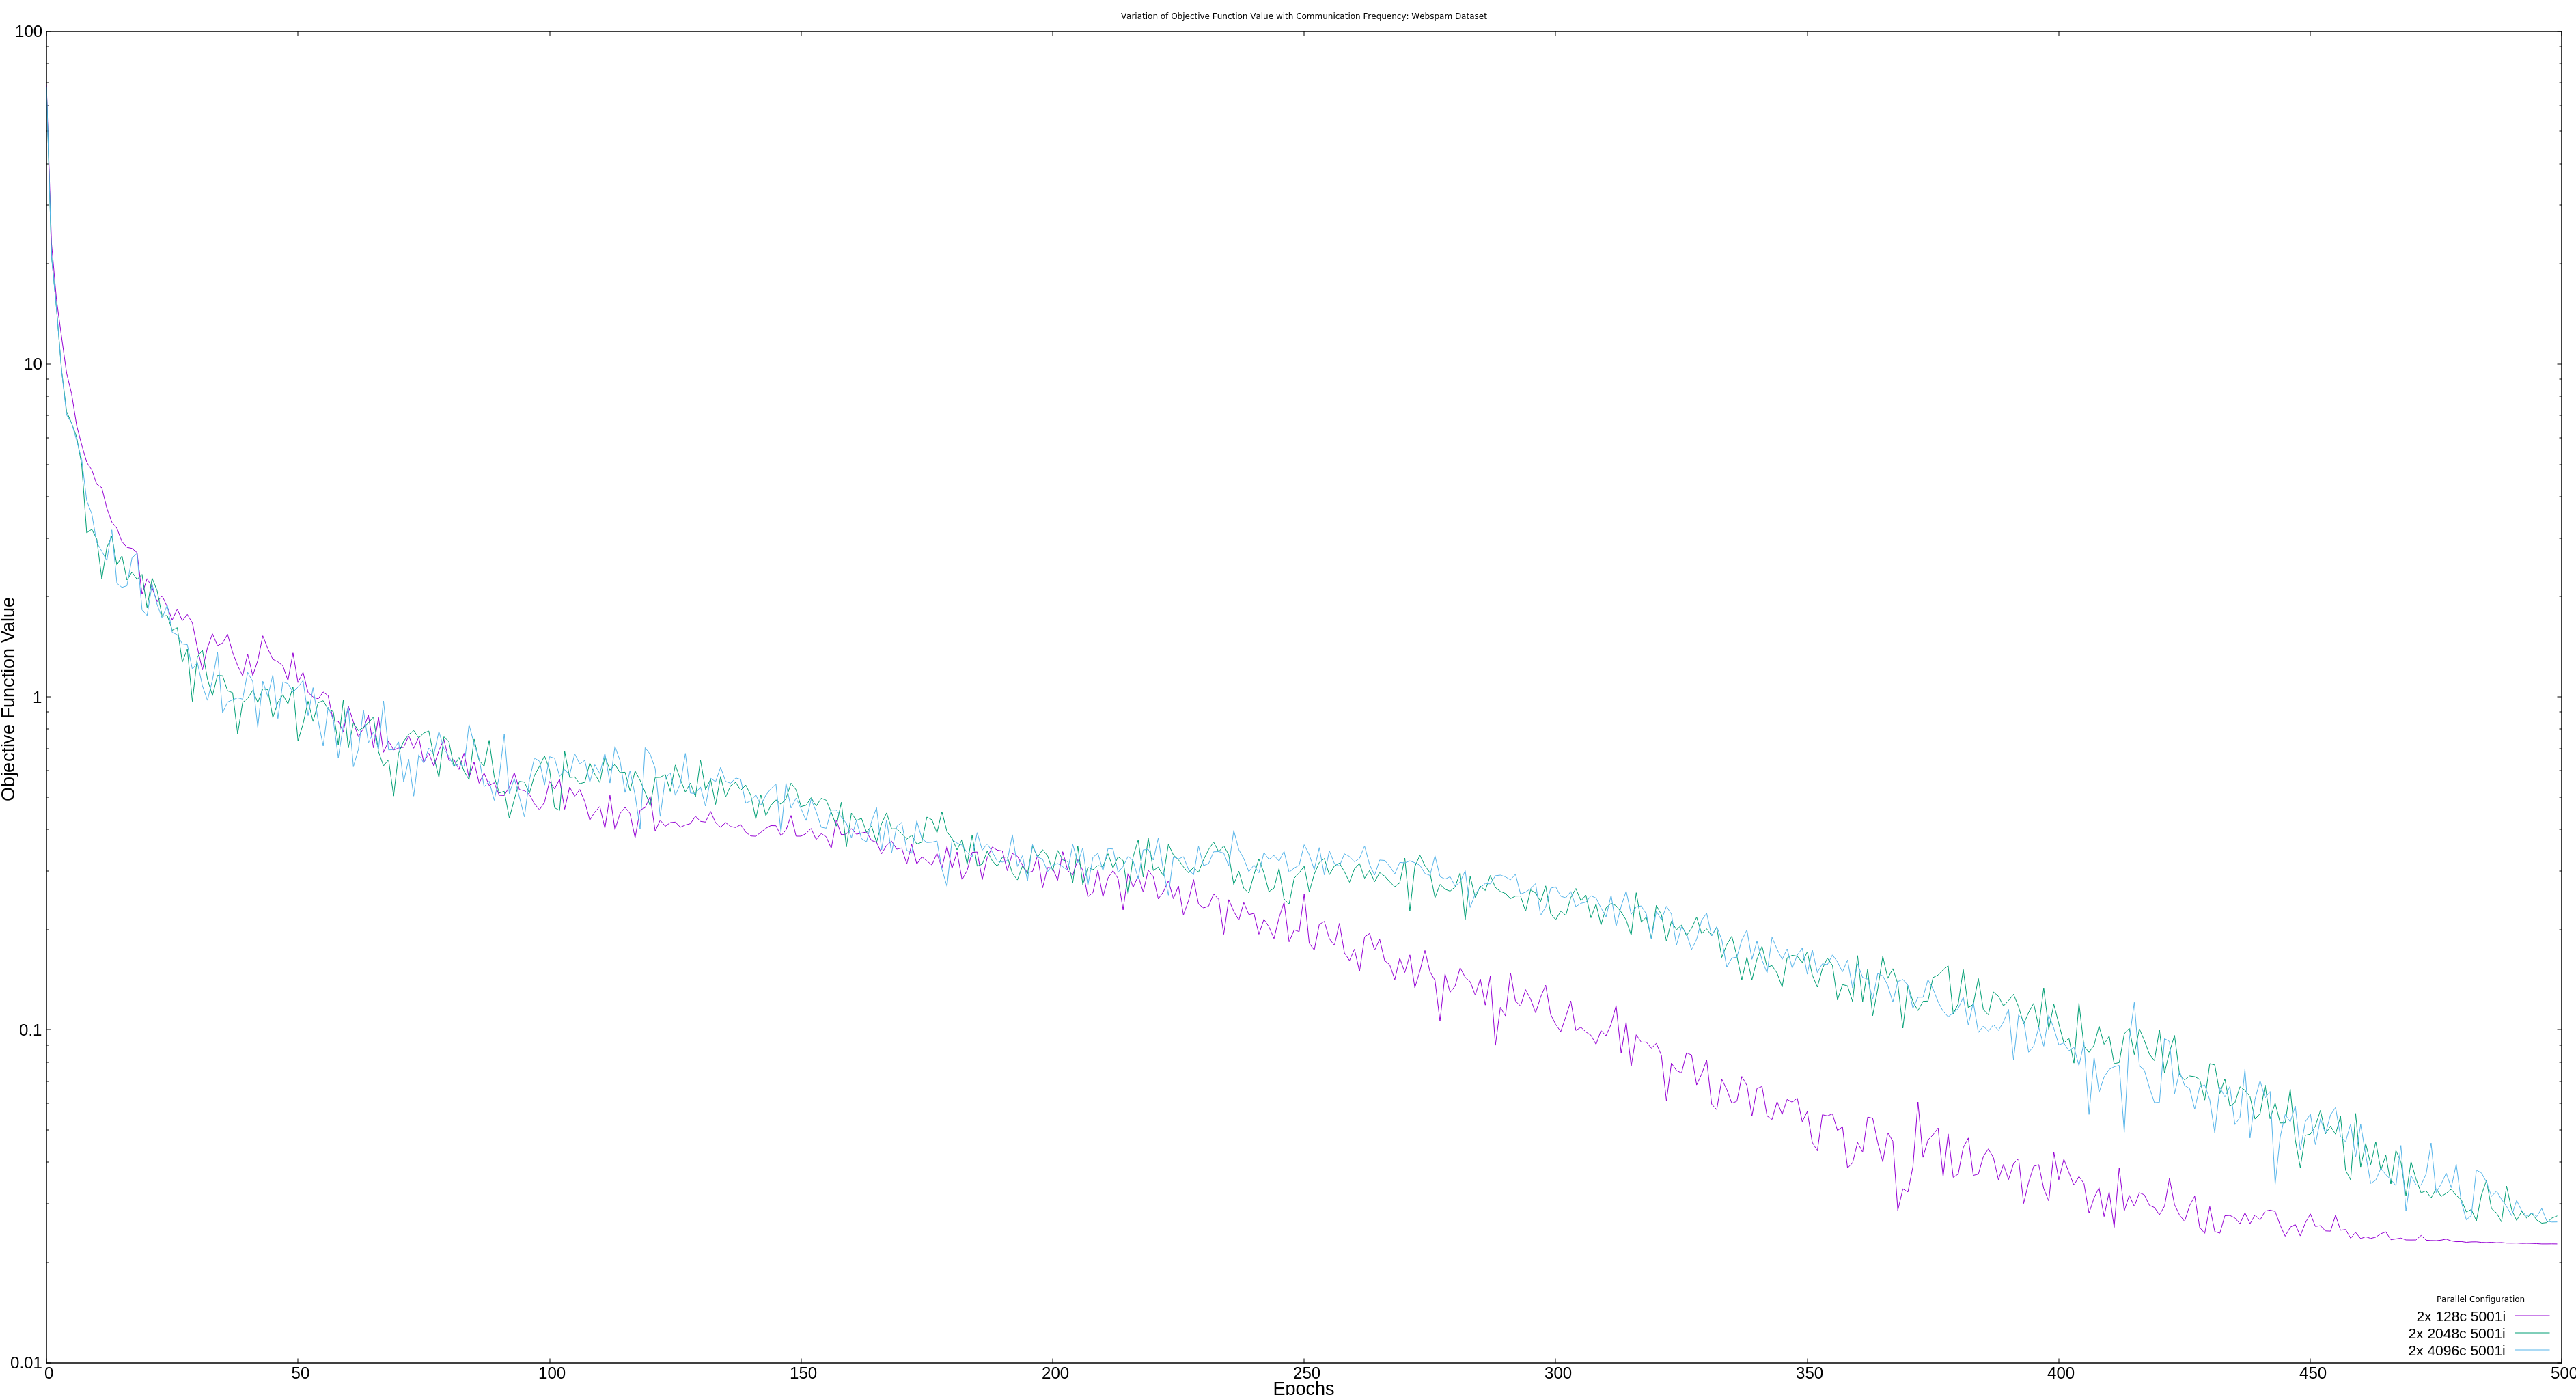 Variation of Objective Function Value with Communication Frequency: Webspam Dataset
100
10
1
0.1
0.01
Objective Function Value
0 50 100 150 200 250 300 350 400 450 500
Epochs
Parallel Configuration
2x 128c 5001i
2x 2048c 5001i
2x 4096c 5001i